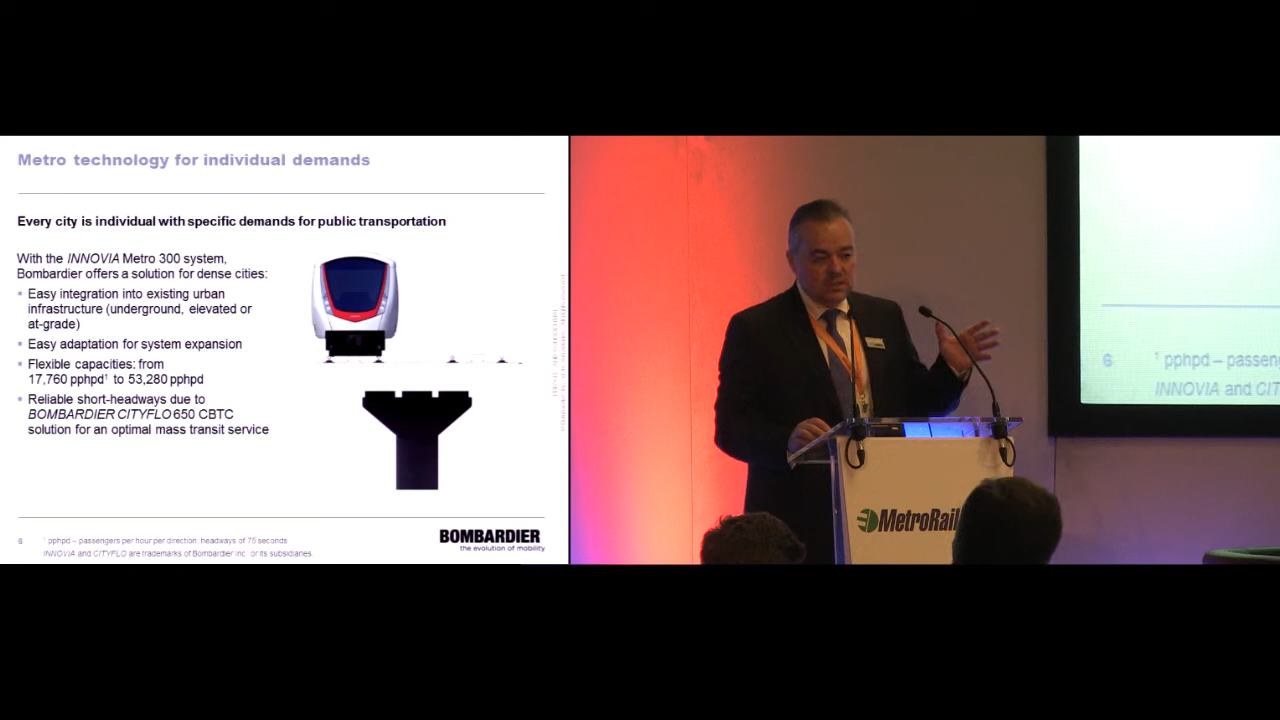 Metro technology for individual demands
Every city is individual with specific demands for public transportation
With the INNOVIA Metro 300 system,
Bombardier offers a solution for dense cities:
Easy integration into existing urban
infrastructure (underground, elevated or
at-grade)
Easy adaptation for system expansion
Flexible capacities: from
17,760 pphpd¹ to 53,280 pphpd
Reliable short-headways due to
BOMBARDIER CITYFLO 650 CBTC
solution for an optimal mass transit service
6
¹ pphpd – passengers per hour per direction, headways of 75 seconds
INNOVIA and CITYFLO are trademarks of Bombardier Inc. or its subsidiaries.
BOMBARDIER
the evolution of mobility
MetroRail
6
¹ pphpd – passeng
INNOVIA and CIT